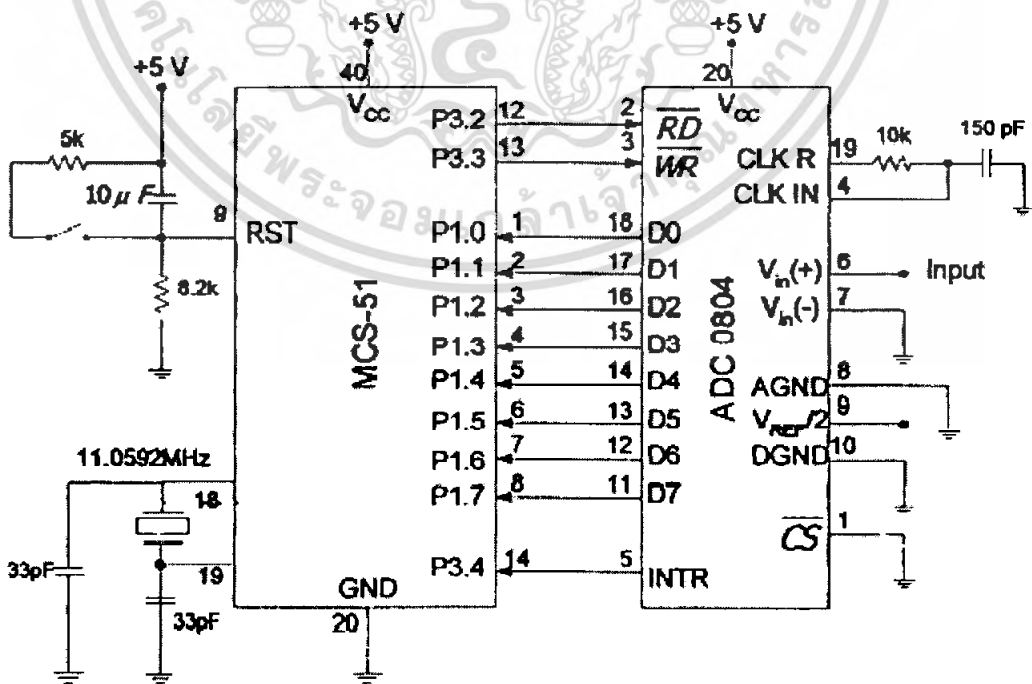 +5 V
+5 V
+5 V
40
VCC
20
VCC
5k
10 μF
9
RST
8.2k
P3.2 12
2 RD
P3.3 13
3 WR
CLK R 19
10k
150 pF
CLK IN 4
P1.0 1
18 D0
P1.1 2
17 D1
Vin(+) 6
Input
P1.2 3
16 D2
Vin(-) 7
P1.3 4
15 D3
P1.4 5
14 D4
AGND 8
P1.5 6
13 D5
VREF/2 9
P1.6 7
12 D6
DGND 10
P1.7 8
11 D7
CS 1
P3.4 14
5 INTR
MCS-51
ADC 0804
11.0592MHz
18
19
33pF
33pF
GND
20